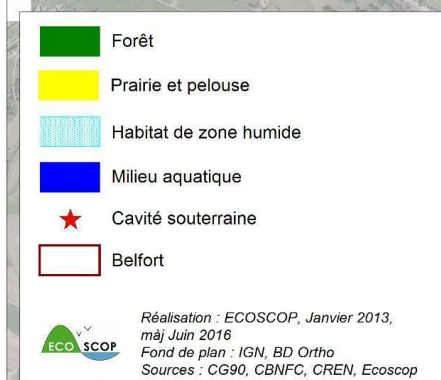 Forêt
Prairie et pelouse
Habitat de zone humide
Milieu aquatique
Cavité souterraine
Belfort
ECO SCOP
Réalisation : ECOSCOP, Janvier 2013,
màj Juin 2016
Fond de plan : IGN, BD Ortho
Sources : CG90, CBNFC, CREN, Ecoscop